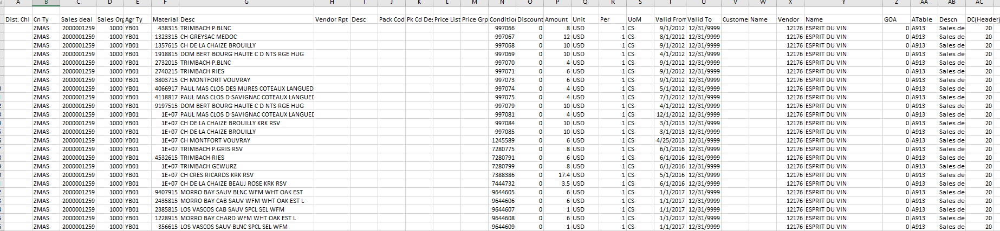 A B C D E F G H I J K L M N O P Q R S T U V W X Y Z AA AB AC
Dist. Chl Cn Ty Sales deal Sales Org Agr Ty Material Desc Vendor Rpt Desc Pack Cod Pk Cd Des Price List Price Grp Condition Discount Amount Unit Per UoM Valid From Valid To Custome Name Vendor Name GOA ATable Descn DC(Header)
ZMAS 2000001259 1000 YB01 438315 TRIMBACH P.BLNC 997066 0 8 USD 1 CS 9/1/2012 12/31/9999 12176 ESPRIT DU VIN 0 A913 Sales de 20
ZMAS 2000001259 1000 YB01 1323315 CH GREYSAC MEDOC 997067 0 12 USD 1 CS 8/1/2012 12/31/9999 12176 ESPRIT DU VIN 0 A913 Sales de 20
ZMAS 2000001259 1000 YB01 1357615 CH DE LA CHAIZE BROUILLY 997068 0 10 USD 1 CS 9/1/2012 12/31/9999 12176 ESPRIT DU VIN 0 A913 Sales de 20
ZMAS 2000001259 1000 YB01 1918815 DOM BERT BOURG HAUTE C D NTS RGE HUG 997069 0 10 USD 1 CS 4/1/2012 12/31/9999 12176 ESPRIT DU VIN 0 A913 Sales de 20
ZMAS 2000001259 1000 YB01 2732015 TRIMBACH P.BLNC 997070 0 4 USD 1 CS 9/1/2012 12/31/9999 12176 ESPRIT DU VIN 0 A913 Sales de 20
ZMAS 2000001259 1000 YB01 2740215 TRIMBACH RIES 997071 0 6 USD 1 CS 9/1/2012 12/31/9999 12176 ESPRIT DU VIN 0 A913 Sales de 20
ZMAS 2000001259 1000 YB01 3803715 CH MONTFORT VOUVRAY 997073 0 6 USD 1 CS 9/1/2012 12/31/9999 12176 ESPRIT DU VIN 0 A913 Sales de 20
ZMAS 2000001259 1000 YB01 4066917 PAUL MAS CLOS DES MURES COTEAUX LANGUED 997074 0 4 USD 1 CS 5/1/2012 12/31/9999 12176 ESPRIT DU VIN 0 A913 Sales de 20
ZMAS 2000001259 1000 YB01 4118817 PAUL MAS CLOS D SAVIGNAC COTEAUX LANGUED 997075 0 4 USD 1 CS 7/1/2012 12/31/9999 12176 ESPRIT DU VIN 0 A913 Sales de 20
ZMAS 2000001259 1000 YB01 9197515 DOM BERT BOURG HAUTE C D NTS RGE HUG 997079 0 10 USD 1 CS 4/1/2012 12/31/9999 12176 ESPRIT DU VIN 0 A913 Sales de 20
ZMAS 2000001259 1000 YB01 1E+07 PAUL MAS CLOS D SAVIGNAC COTEAUX LANGUED 997081 0 4 USD 1 CS 12/1/2012 12/31/9999 12176 ESPRIT DU VIN 0 A913 Sales de 20
ZMAS 2000001259 1000 YB01 1E+07 CH DE LA CHAIZE BROUILLY KRK RSV 997084 0 10 USD 1 CS 3/1/2013 12/31/9999 12176 ESPRIT DU VIN 0 A913 Sales de 20
ZMAS 2000001259 1000 YB01 1E+07 CH DE LA CHAIZE BROUILLY 997085 0 10 USD 1 CS 3/1/2013 12/31/9999 12176 ESPRIT DU VIN 0 A913 Sales de 20
ZMAS 2000001259 1000 YB01 1E+07 CH MONTFORT VOUVRAY 1245589 0 6 USD 1 CS 4/25/2013 12/31/9999 12176 ESPRIT DU VIN 0 A913 Sales de 20
ZMAS 2000001259 1000 YB01 1E+07 TRIMBACH P.GRIS RSV 7280775 0 8 USD 1 CS 6/1/2016 12/31/9999 12176 ESPRIT DU VIN 0 A913 Sales de 20
ZMAS 2000001259 1000 YB01 4532615 TRIMBACH RIES 7280791 0 6 USD 1 CS 6/1/2016 12/31/9999 12176 ESPRIT DU VIN 0 A913 Sales de 20
ZMAS 2000001259 1000 YB01 1E+07 TRIMBACH GEWURZ 7280799 0 8 USD 1 CS 6/1/2016 12/31/9999 12176 ESPRIT DU VIN 0 A913 Sales de 20
ZMAS 2000001259 1000 YB01 1E+07 CH CRES RICARDS KRK RSV 7388386 0 17.4 USD 1 CS 5/1/2016 12/31/9999 12176 ESPRIT DU VIN 0 A913 Sales de 20
ZMAS 2000001259 1000 YB01 1E+07 CH DE LA CHAIZE BEAUJ ROSE KRK RSV 7444732 0 3.5 USD 1 CS 6/1/2016 12/31/9999 12176 ESPRIT DU VIN 0 A913 Sales de 20
ZMAS 2000001259 1000 YB01 9407915 MORRO BAY SAUV BLNC WFM WHT OAK EST 9644605 0 6 USD 1 CS 1/1/2017 12/31/9999 12176 ESPRIT DU VIN 0 A913 Sales de 20
ZMAS 2000001259 1000 YB01 2435815 MORRO BAY CAB SAUV WFM WHT OAK EST L 9644606 0 6 USD 1 CS 1/1/2017 12/31/9999 12176 ESPRIT DU VIN 0 A913 Sales de 20
ZMAS 2000001259 1000 YB01 2385815 LOS VASCOS CAB SAUV SPCL SEL WFM 9644607 0 1 USD 1 CS 1/1/2017 12/31/9999 12176 ESPRIT DU VIN 0 A913 Sales de 20
ZMAS 2000001259 1000 YB01 1228915 MORRO BAY CHARD WFM WHT OAK EST L 9644608 0 6 USD 1 CS 1/1/2017 12/31/9999 12176 ESPRIT DU VIN 0 A913 Sales de 20
ZMAS 2000001259 1000 YB01 356615 LOS VASCOS SAUV BLNC SPCL SEL WFM 9644609 0 1 USD 1 CS 1/1/2017 12/31/9999 12176 ESPRIT DU VIN 0 A913 Sales de 20